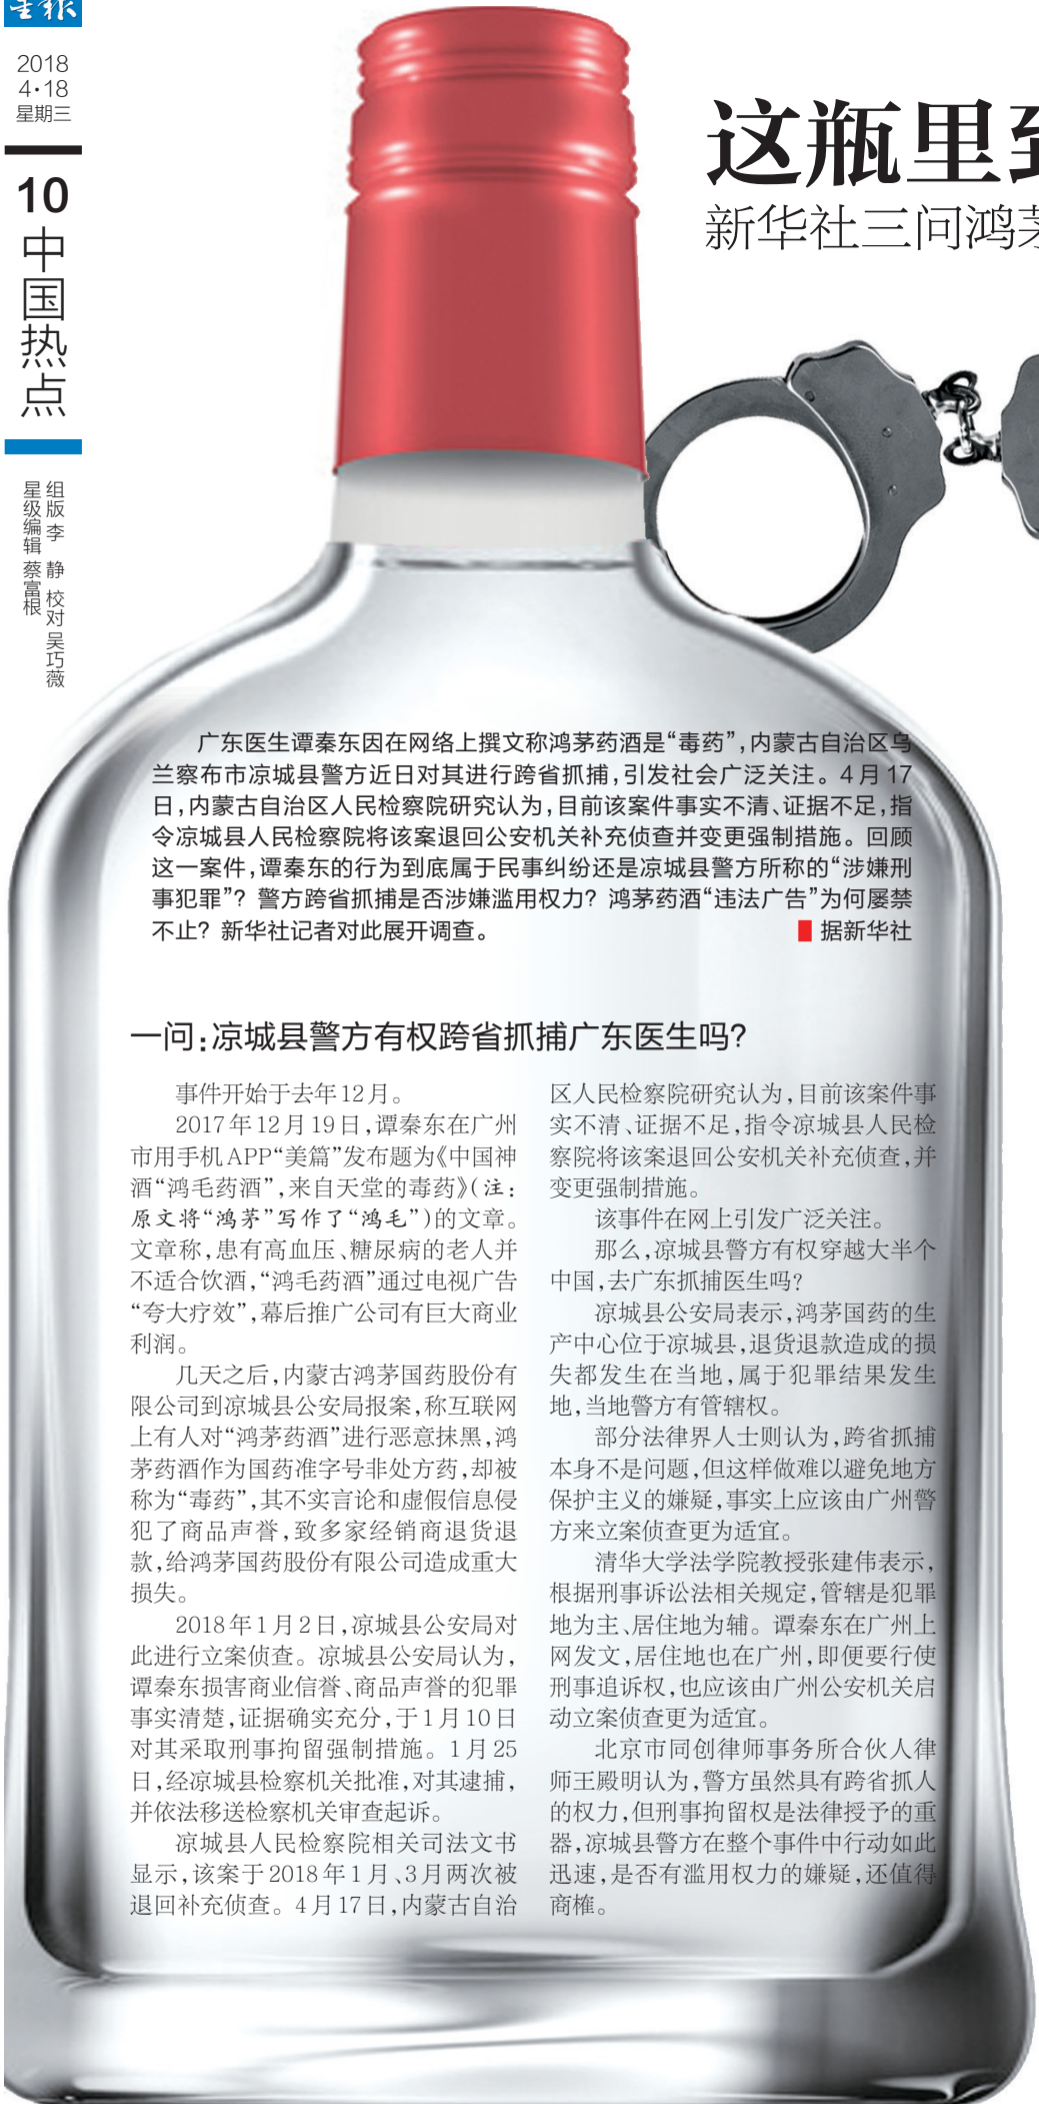 星报
2018
4·18
星期三
10
中国热点
组版 李 静 校对 吴巧薇
星级编辑 蔡富根
这瓶里到
新华社三问鸿茅
广东医生谭秦东因在网络上撰文称鸿茅药酒是“毒药”,内蒙古自治区乌
兰察布市凉城县警方近日对其进行跨省抓捕,引发社会广泛关注。4月17
日,内蒙古自治区人民检察院研究认为,目前该案件事实不清、证据不足,指
令凉城县人民检察院将该案退回公安机关补充侦查并变更强制措施。回顾
这一案件,谭秦东的行为到底属于民事纠纷还是凉城县警方所称的“涉嫌刑
事犯罪”?警方跨省抓捕是否涉嫌滥用权力?鸿茅药酒“违法广告”为何屡禁
不止?新华社记者对此展开调查。 据新华社
一问:凉城县警方有权跨省抓捕广东医生吗?
事件开始于去年12月。
2017年12月19日,谭秦东在广州
市用手机APP“美篇”发布题为《中国神
酒“鸿毛药酒”,来自天堂的毒药》(注:
原文将“鸿茅”写作了“鸿毛”)的文章。
文章称,患有高血压、糖尿病的老人并
不适合饮酒,“鸿毛药酒”通过电视广告
“夸大疗效”,幕后推广公司有巨大商业
利润。
几天之后,内蒙古鸿茅国药股份有
限公司到凉城县公安局报案,称互联网
上有人对“鸿茅药酒”进行恶意抹黑,鸿
茅药酒作为国药准字号非处方药,却被
称为“毒药”,其不实言论和虚假信息侵
犯了商品声誉,致多家经销商退货退
款,给鸿茅国药股份有限公司造成重大
损失。
2018年1月2日,凉城县公安局对
此进行立案侦查。凉城县公安局认为,
谭秦东损害商业信誉、商品声誉的犯罪
事实清楚,证据确实充分,于1月10日
对其采取刑事拘留强制措施。1月25
日,经凉城县检察机关批准,对其逮捕,
并依法移送检察机关审查起诉。
凉城县人民检察院相关司法文书
显示,该案于2018年1月、3月两次被
退回补充侦查。4月17日,内蒙古自治
区人民检察院研究认为,目前该案件事
实不清、证据不足,指令凉城县人民检
察院将该案退回公安机关补充侦查,并
变更强制措施。
该事件在网上引发广泛关注。
那么,凉城县警方有权穿越大半个
中国,去广东抓捕医生吗?
凉城县公安局表示,鸿茅国药的生
产中心位于凉城县,退货退款造成的损
失都发生在当地,属于犯罪结果发生
地,当地警方有管辖权。
部分法律界人士则认为,跨省抓捕
本身不是问题,但这样做难以避免地方
保护主义的嫌疑,事实上应该由广州警
方来立案侦查更为适宜。
清华大学法学院教授张建伟表示,
根据刑事诉讼法相关规定,管辖是犯罪
地为主、居住地为辅。谭秦东在广州上
网发文,居住地也在广州,即便要行使
刑事追诉权,也应该由广州公安机关启
动立案侦查更为适宜。
北京市同创律师事务所合伙人律
师王殿明认为,警方虽然具有跨省抓人
的权力,但刑事拘留权是法律授予的重
器,凉城县警方在整个事件中行动如此
迅速,是否有滥用权力的嫌疑,还值得
商榷。